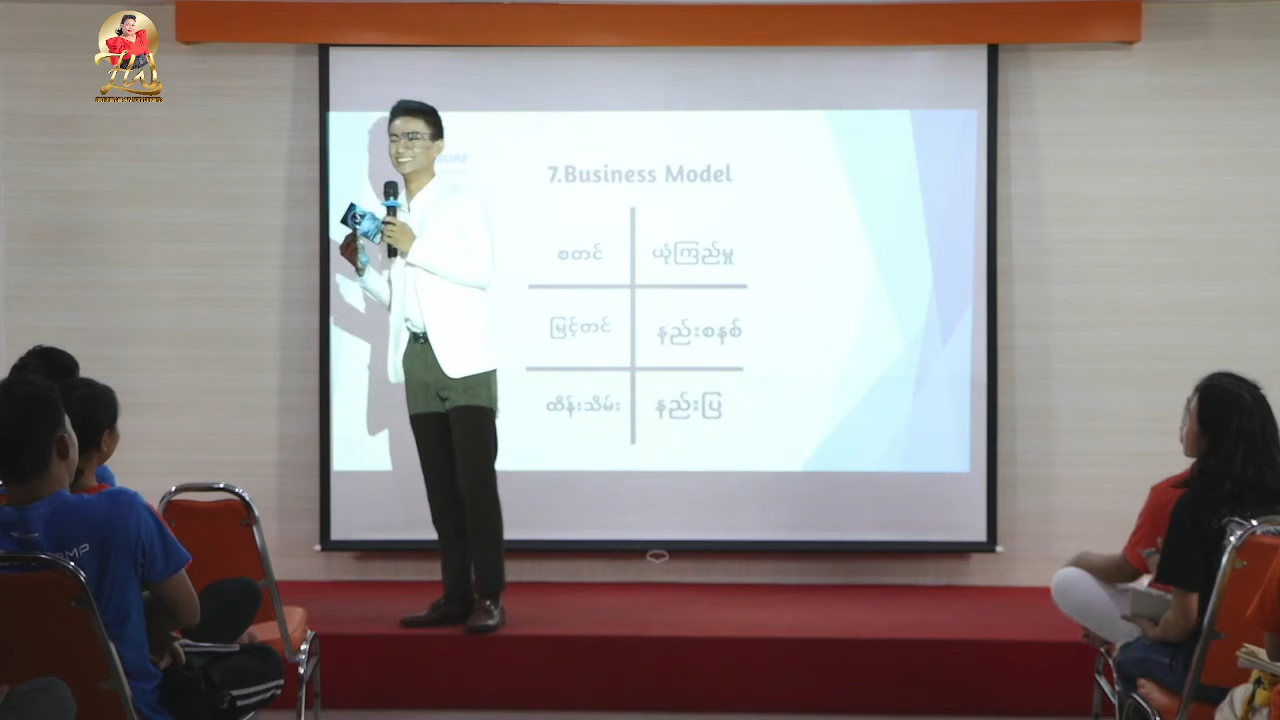 7.Business Model
စတင် ယုံကြည်မှု
မြှင့်တင် နည်းစနစ်
ထိန်းသိမ်း နည်းပြ